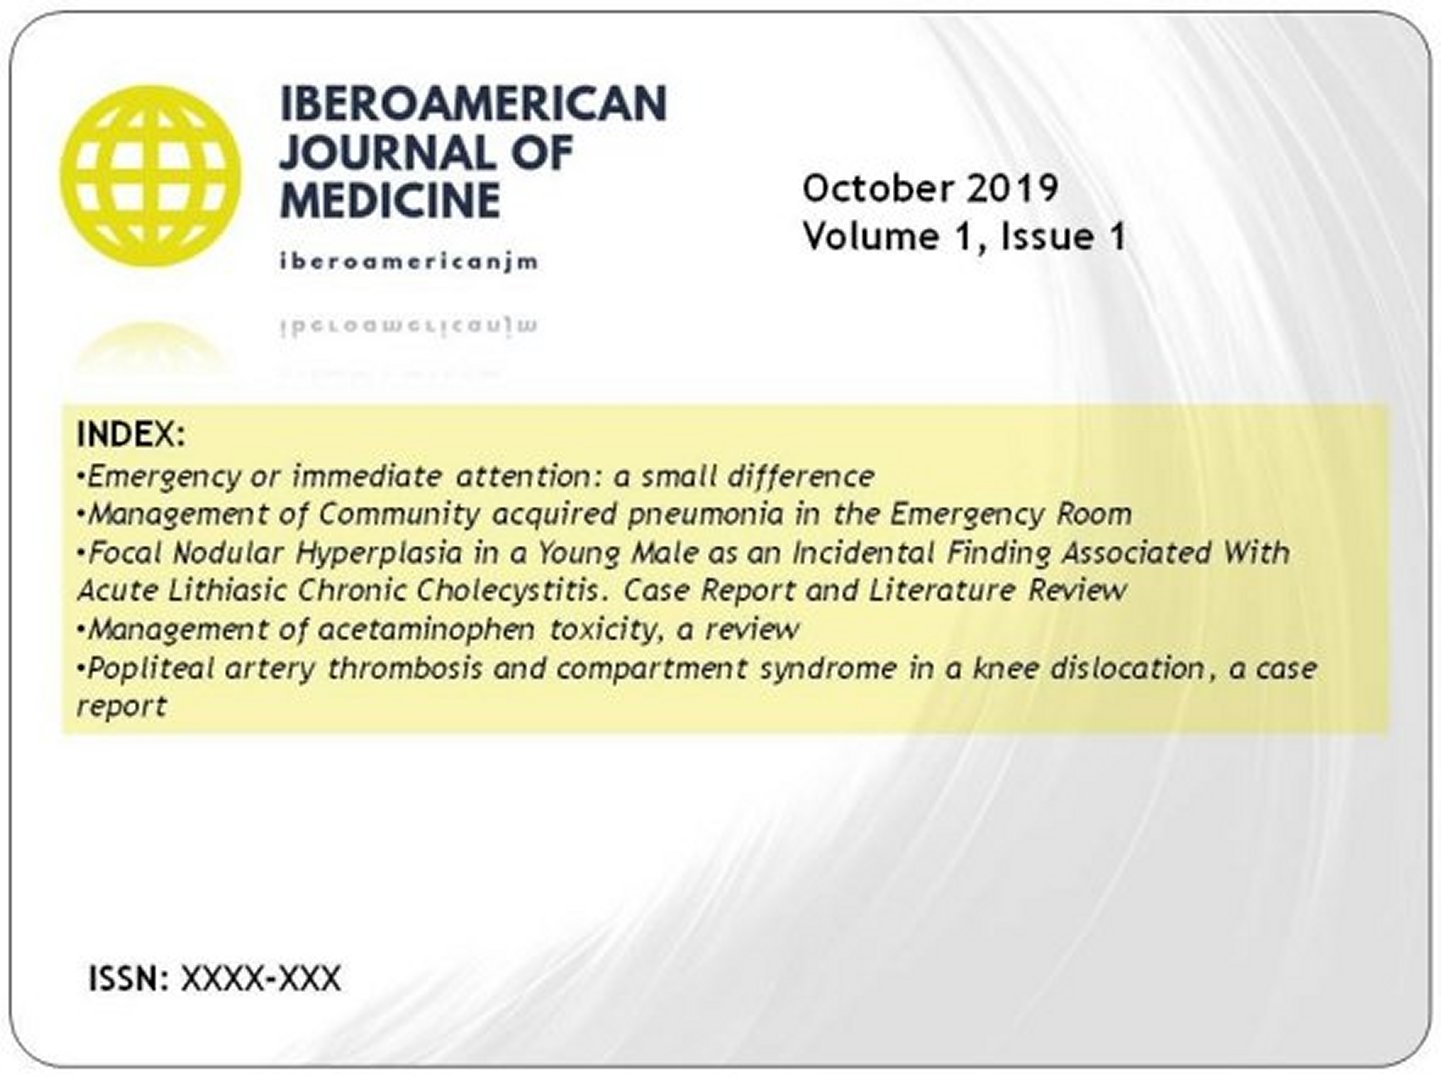 IBEROAMERICAN
JOURNAL OF
MEDICINE
iberoamericanjm
October 2019
Volume 1, Issue 1
INDEX:
•Emergency or immediate attention: a small difference
•Management of Community acquired pneumonia in the Emergency Room
•Focal Nodular Hyperplasia in a Young Male as an Incidental Finding Associated With
Acute Lithiasic Chronic Cholecystitis. Case Report and Literature Review
•Management of acetaminophen toxicity, a review
•Popliteal artery thrombosis and compartment syndrome in a knee dislocation, a case
report
ISSN: XXXX-XXX